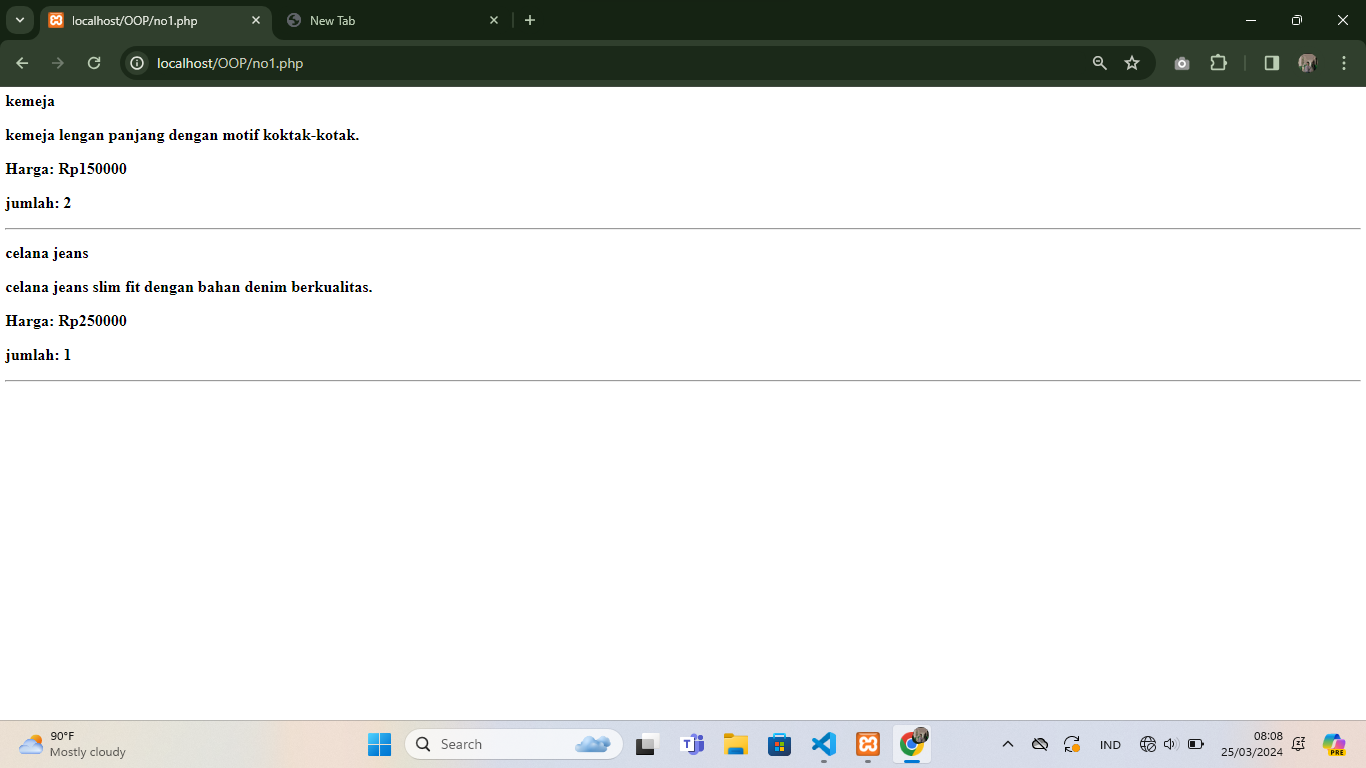 localhost/OOP/no1.php
New Tab
localhost/OOP/no1.php
kemeja
kemeja lengan panjang dengan motif koktak-kotak.
Harga: Rp150000
jumlah: 2
celana jeans
celana jeans slim fit dengan bahan denim berkualitas.
Harga: Rp250000
jumlah: 1
90°F
Mostly cloudy
Search
IND
08:08
25/03/2024
PRE